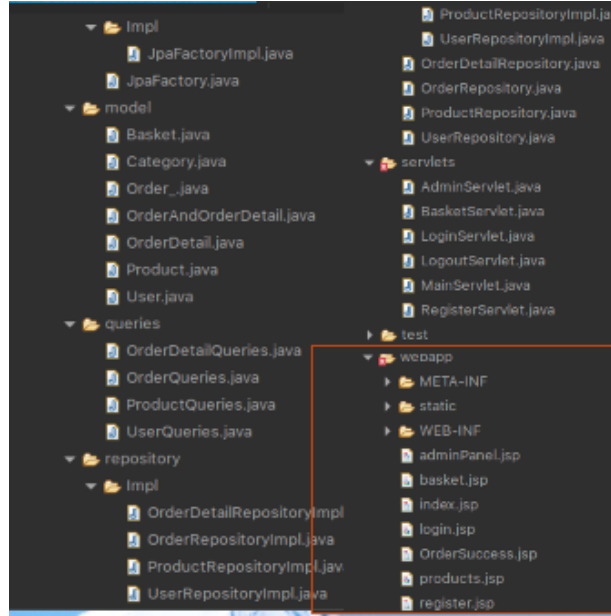 Impl
JpaFactoryImpl.java
JpaFactory.java
model
Basket.java
Category.java
Order_.java
OrderAndOrderDetail.java
OrderDetail.java
Product.java
User.java
queries
OrderDetailQueries.java
OrderQueries.java
ProductQueries.java
UserQueries.java
repository
Impl
OrderDetailRepositoryImpl
OrderRepositoryImpl.java
ProductRepositoryImpl.jav
UserRepositoryImpl.java
ProductRepositoryImpl.ja
UserRepositoryImpl.java
OrderDetailRepository.java
OrderRepository.java
ProductRepository.java
UserRepository.java
servlets
AdminServlet.java
BasketServlet.java
LoginServlet.java
LogoutServlet.java
MainServlet.java
RegisterServlet.java
test
webapp
META-INF
static
WEB-INF
adminPanel.jsp
basket.jsp
index.jsp
login.jsp
OrderSuccess.jsp
products.jsp
register.jsp